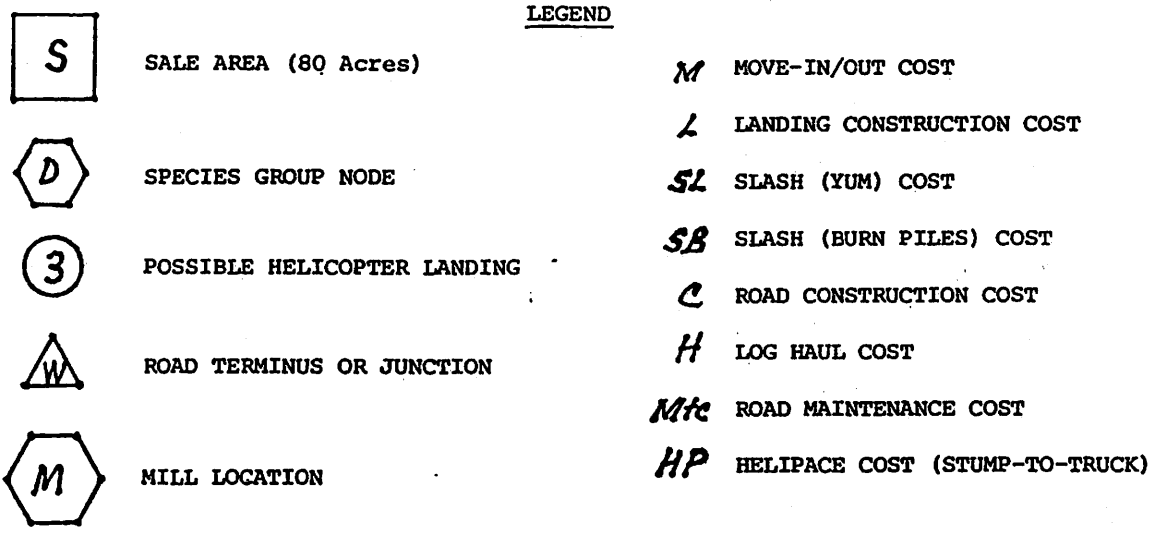 LEGEND
S SALE AREA (80 Acres)
D SPECIES GROUP NODE
3 POSSIBLE HELICOPTER LANDING
W ROAD TERMINUS OR JUNCTION
M MILL LOCATION
M MOVE-IN/OUT COST
L LANDING CONSTRUCTION COST
SL SLASH (YUM) COST
SB SLASH (BURN PILES) COST
C ROAD CONSTRUCTION COST
H LOG HAUL COST
Mtc ROAD MAINTENANCE COST
HP HELIPACE COST (STUMP-TO-TRUCK)